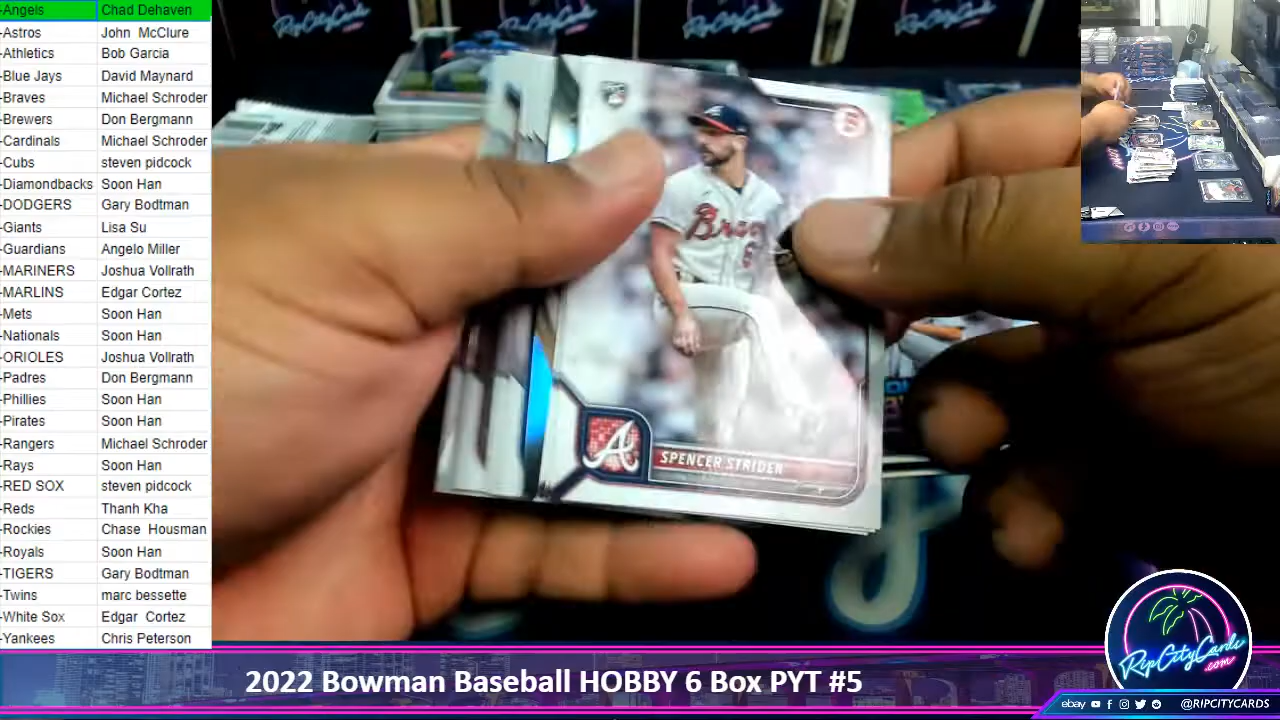 -Angels Chad Dehaven
-Astros John McClure
-Athletics Bob Garcia
-Blue Jays David Maynard
-Braves Michael Schroder
-Brewers Don Bergmann
-Cardinals Michael Schroder
-Cubs steven pidcock
-Diamondbacks Soon Han
-DODGERS Gary Bodtman
-Giants Lisa Su
-Guardians Angelo Miller
-MARINERS Joshua Vollrath
-MARLINS Edgar Cortez
-Mets Soon Han
-Nationals Soon Han
-ORIOLES Joshua Vollrath
-Padres Don Bergmann
-Phillies Soon Han
-Pirates Soon Han
-Rangers Michael Schroder
-Rays Soon Han
-RED SOX steven pidcock
-Reds Thanh Kha
-Rockies Chase Housman
-Royals Soon Han
-TIGERS Gary Bodtman
-Twins marc bessette
-White Sox Edgar Cortez
-Yankees Chris Peterson
RipCityCards
A
SPENCER STRIDER
RipCityCards
.com
2022 Bowman Baseball HOBBY 6 Box PYT #5
ebay @RIPCITYCARDS